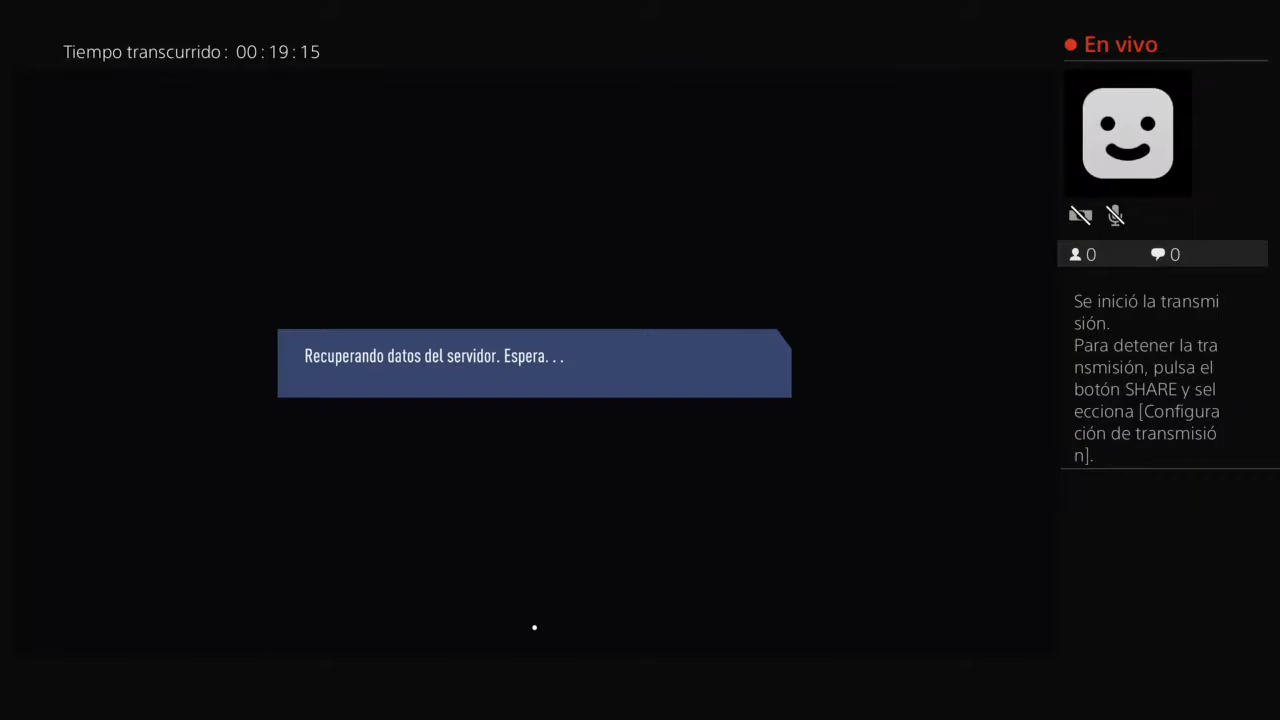 Tiempo transcurrido: 00:19:15
En vivo
0 0
Recuperando datos del servidor. Espera...
Se inició la transmi
sión.
Para detener la tra
nsmisión, pulsa el
botón SHARE y sel
ecciona [Configura
ción de transmisió
n].